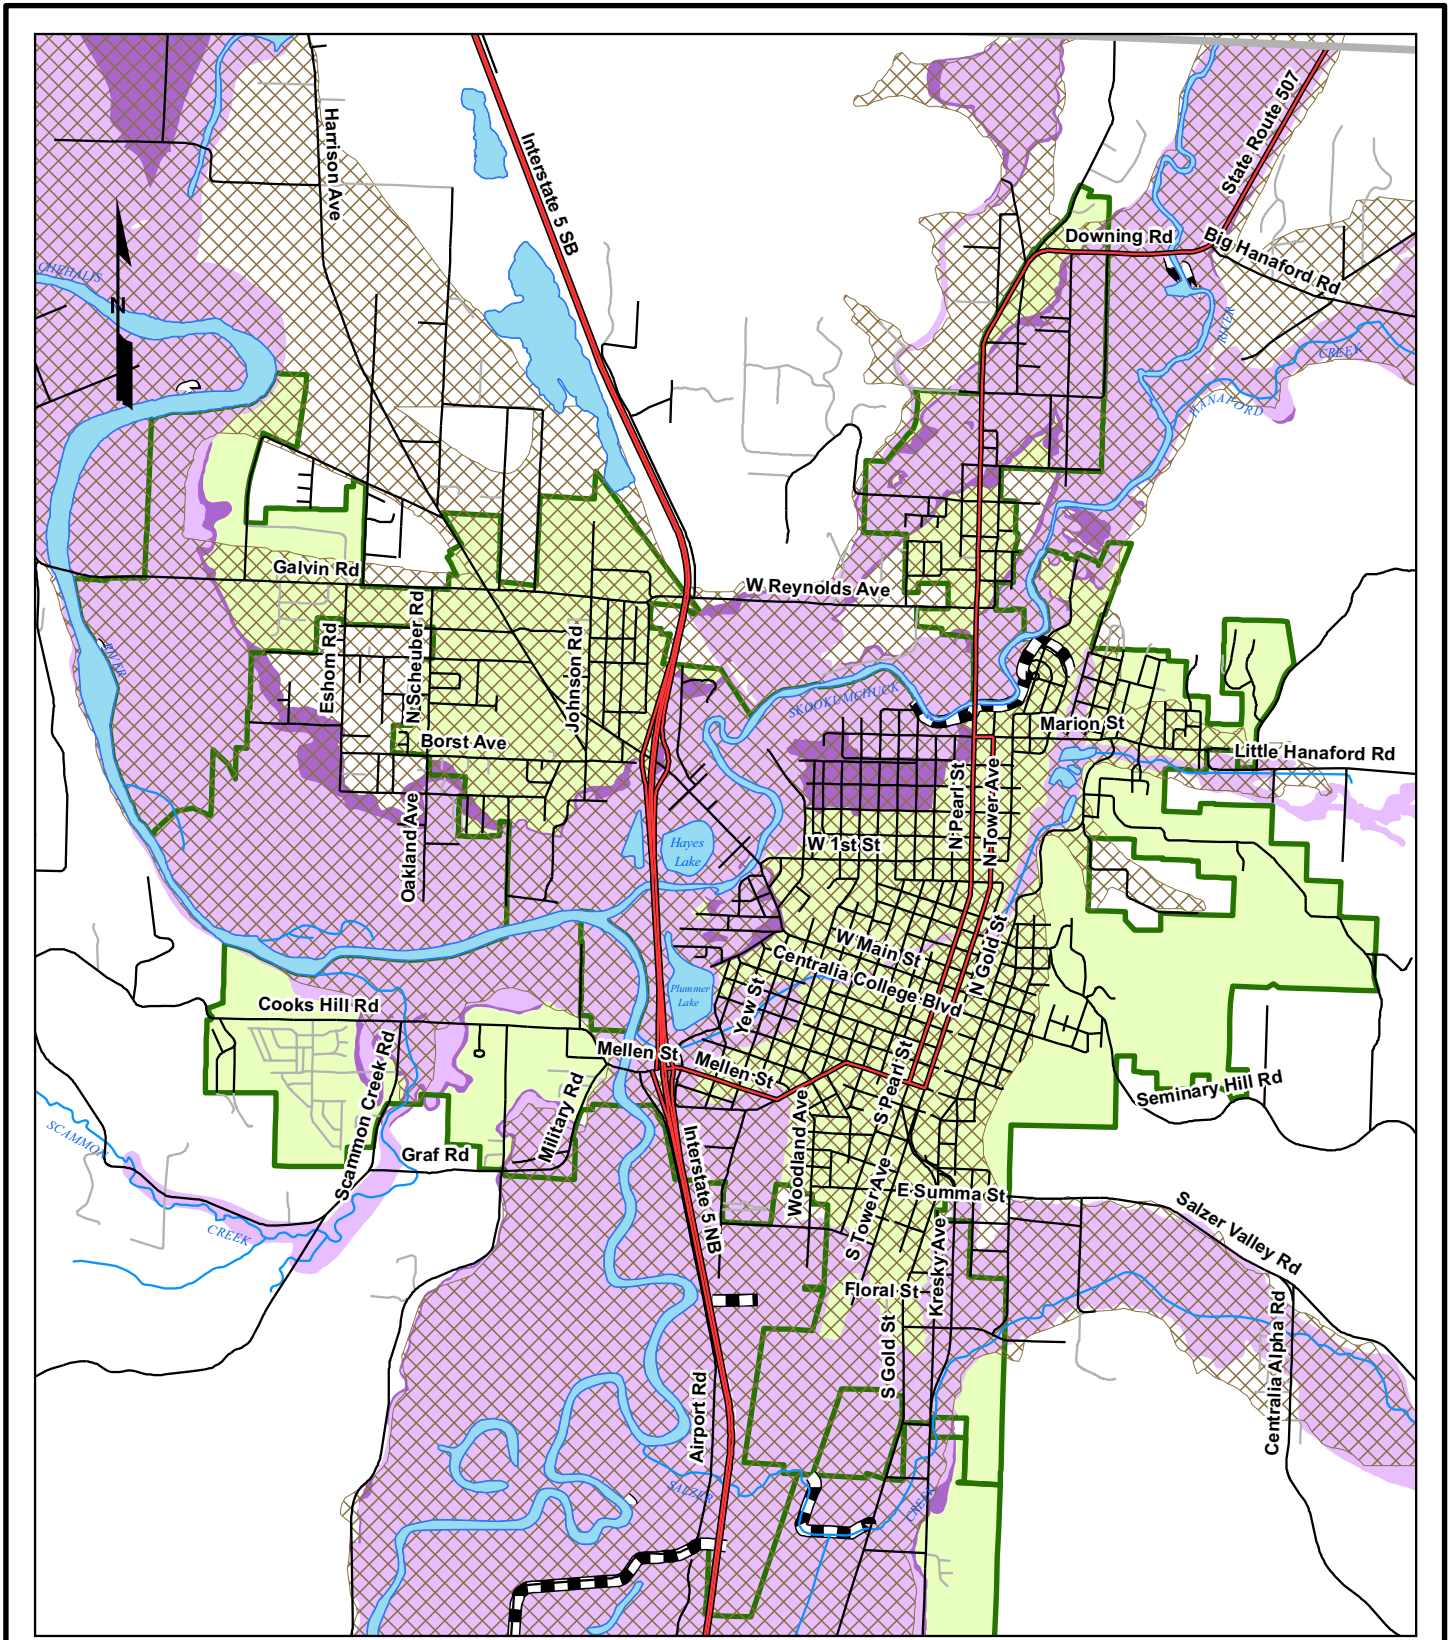 Harrison Ave
Interstate 5 SB
State Route 507
Downing Rd
Big Hanaford Rd
CHEHALIS
N
RIVER
CREEK
HANAFORD
Galvin Rd
W Reynolds Ave
Eshom Rd
N Scheuber Rd
Johnson Rd
RIVER
SKOOKUMCHUCK
Marion St
Borst Ave
Little Hanaford Rd
N Pearl St
N Tower Ave
Oakland Ave
Hayes
Lake
W 1st St
W Main St
N Gold St
Centralia College Blvd
Plummer
Lake
Yew St
Cooks Hill Rd
Mellen St
Mellen St
Scammon Creek Rd
Military Rd
S Pearl St
Woodland Ave
Seminary Hill Rd
SCAMMON
Graf Rd
Interstate 5 NB
S Tower Ave
E Summa St
Salzer Valley Rd
CREEK
Kresky Ave
Floral St
S Gold St
Centralia Alpha Rd
Airport Rd
SALZER
CREEK